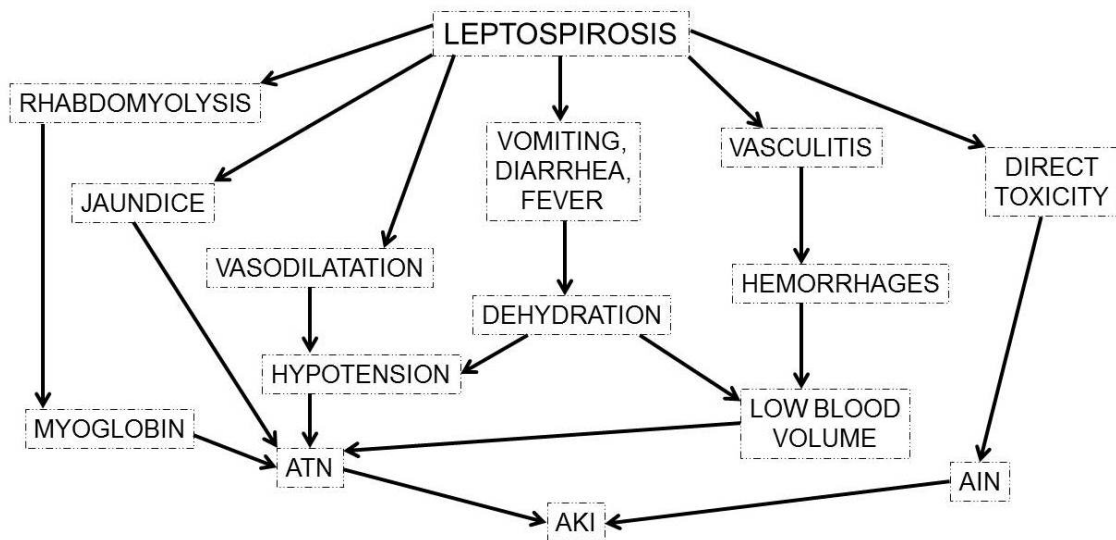 LEPTOSPIROSIS
RHABDOMYOLYSIS
VOMITING,
DIARRHEA,
FEVER
VASCULITIS
DIRECT
TOXICITY
JAUNDICE
VASODILATATION
HEMORRHAGES
DEHYDRATION
HYPOTENSION
LOW BLOOD
VOLUME
MYOGLOBIN
ATN
AIN
AKI